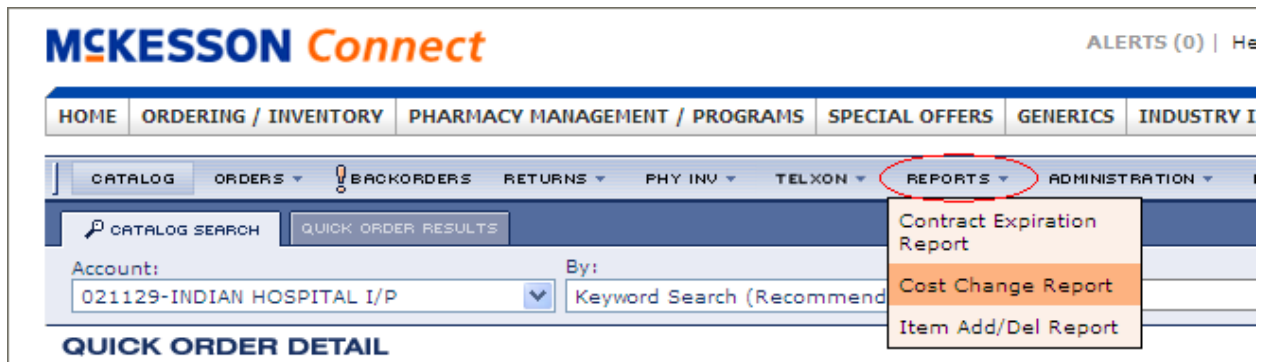 MCKESSON Connect
ALERTS (0) | He
HOME ORDERING / INVENTORY PHARMACY MANAGEMENT / PROGRAMS SPECIAL OFFERS GENERICS INDUSTRY I
CATALOG ORDERS BACKORDERS RETURNS PHY INV TELXON REPORTS ADMINISTRATION
CATALOG SEARCH QUICK ORDER RESULTS
Contract Expiration
Report
Account: By:
021129-INDIAN HOSPITAL I/P Keyword Search (Recommend
Cost Change Report
Item Add/Del Report
QUICK ORDER DETAIL